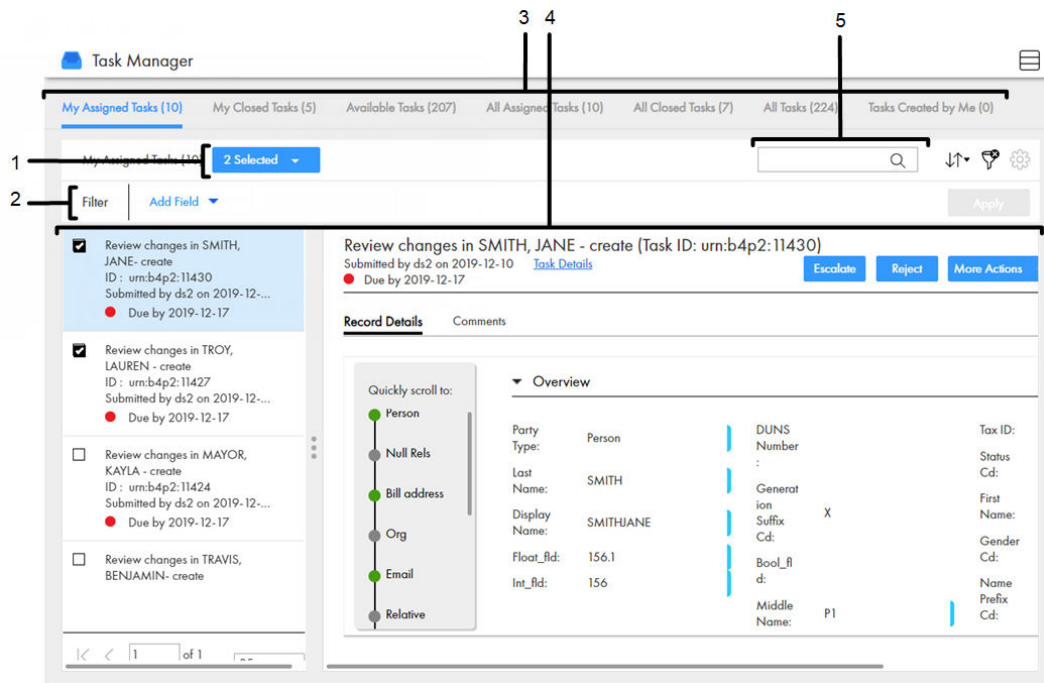 3 4 5
Task Manager
My Assigned Tasks (10) My Closed Tasks (5) Available Tasks (207) All Assigned Tasks (10) All Closed Tasks (7) All Tasks (224) Tasks Created by Me (0)
1 My Assigned Tasks (10) 2 Selected
2 Filter Add Field Apply
Review changes in SMITH,
JANE- create
ID : urn:b4p2:11430
Submitted by ds2 on 2019-12-...
Due by 2019-12-17
Review changes in TROY,
LAUREN - create
ID : urn:b4p2:11427
Submitted by ds2 on 2019-12-...
Due by 2019-12-17
Review changes in MAYOR,
KAYLA - create
ID : urn:b4p2:11424
Submitted by ds2 on 2019-12-...
Due by 2019-12-17
Review changes in TRAVIS,
BENJAMIN- create
1 of 1
Review changes in SMITH, JANE - create (Task ID: urn:b4p2:11430)
Submitted by ds2 on 2019-12-10 Task Details
Due by 2019-12-17
Escalate Reject More Actions
Record Details Comments
Quickly scroll to:
Person
Null Rels
Bill address
Org
Email
Relative
Overview
Party
Type: Person
Last
Name: SMITH
Display
Name: SMITHJANE
Float_fld: 156.1
Int_fld: 156
DUNS
Number
:
Generat
ion
Suffix
Cd: X
Bool_fl
d:
Middle
Name: P1
Tax ID:
Status
Cd:
First
Name:
Gender
Cd:
Name
Prefix
Cd: